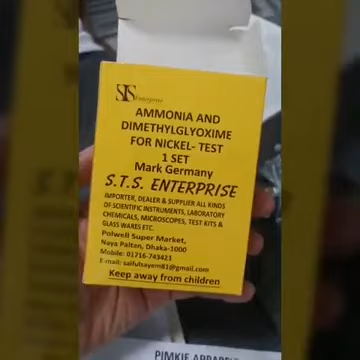 STS Enterprise
AMMONIA AND
DIMETHYLGLYOXIME
FOR NICKEL- TEST
1 SET
Mark Germany
S.T.S. ENTERPRISE
IMPORTER, DEALER & SUPPLIER ALL KINDS
OF SCIENTIFIC INSTRUMENTS, LABORATORY
CHEMICALS, MICROSCOPES, TEST KITS &
GLASS WARES ETC.
Polwell Super Market,
Naya Paltan, Dhaka-1000
Mobile: 01716-743421
E-mail: saifulsayem81@gmail.com
Keep away from children
PIMKIE APPAREL